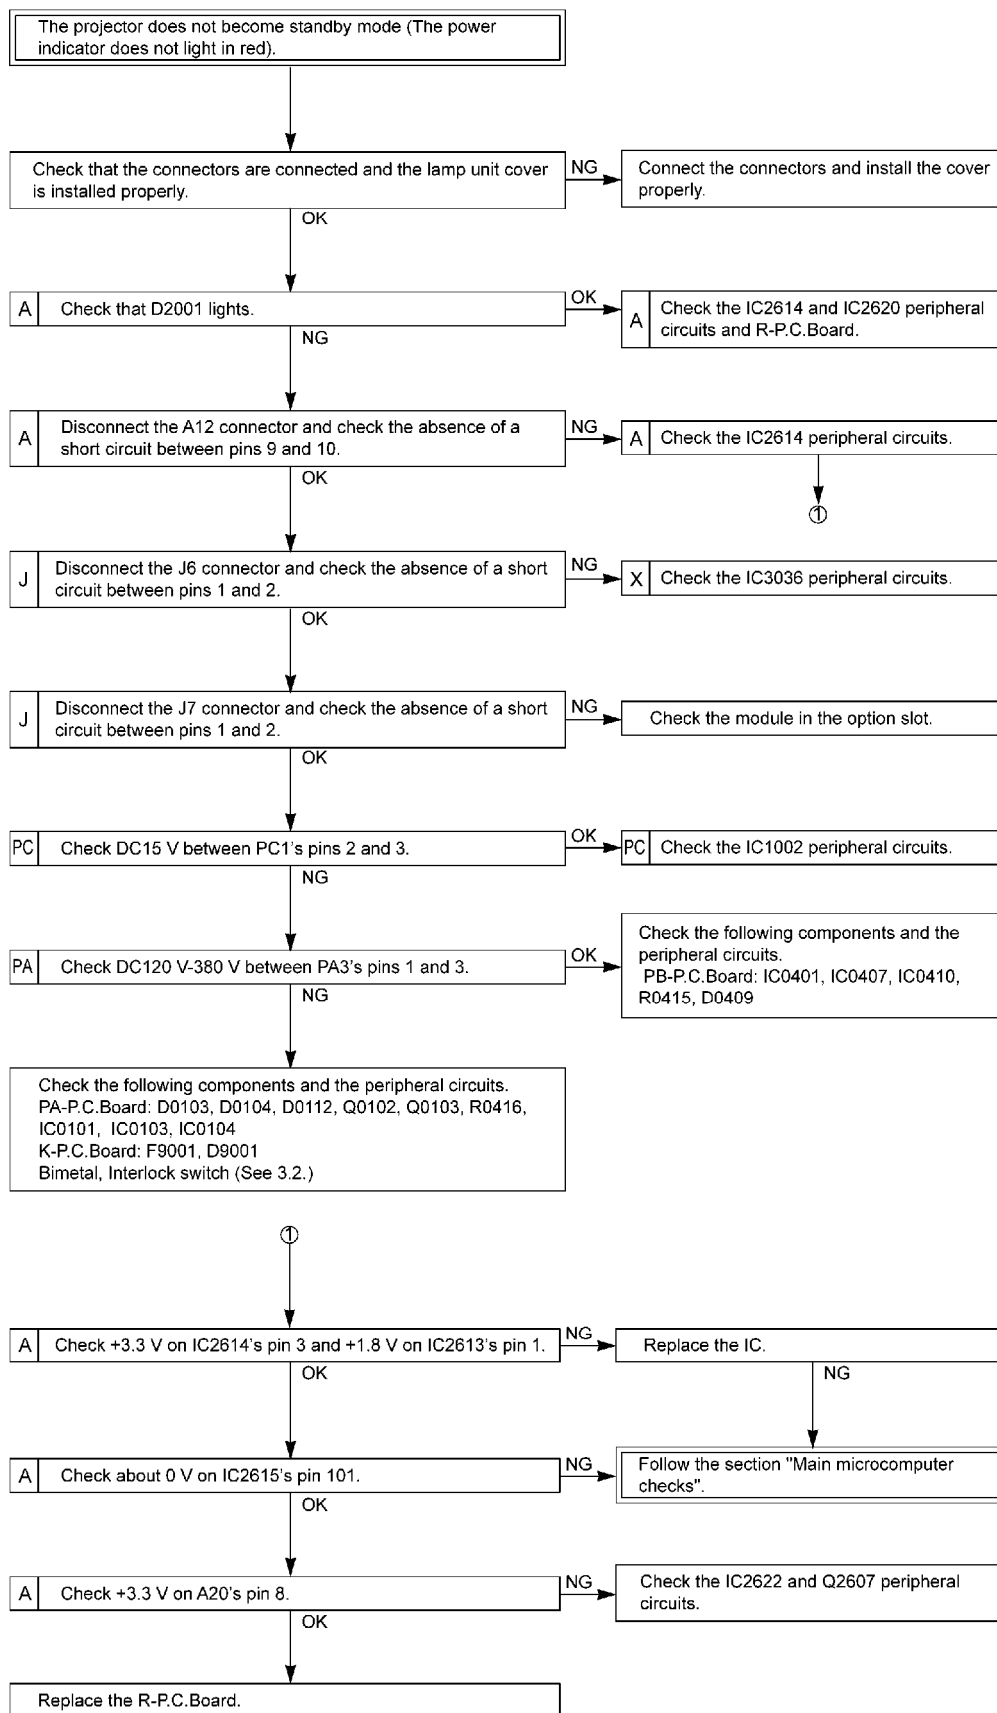 The projector does not become standby mode (The power
indicator does not light in red).
Check that the connectors are connected and the lamp unit cover
is installed properly.
NG
Connect the connectors and install the cover
properly.
OK
A
Check that D2001 lights.
OK
A
Check the IC2614 and IC2620 peripheral
circuits and R-P.C.Board.
NG
A
Disconnect the A12 connector and check the absence of a
short circuit between pins 9 and 10.
NG
A
Check the IC2614 peripheral circuits.
OK
①
J
Disconnect the J6 connector and check the absence of a short
circuit between pins 1 and 2.
NG
X
Check the IC3036 peripheral circuits.
OK
J
Disconnect the J7 connector and check the absence of a short
circuit between pins 1 and 2.
NG
Check the module in the option slot.
OK
PC
Check DC15 V between PC1's pins 2 and 3.
OK
PC
Check the IC1002 peripheral circuits.
NG
PA
Check DC120 V-380 V between PA3's pins 1 and 3.
OK
Check the following components and the
peripheral circuits.
PB-P.C.Board: IC0401, IC0407, IC0410,
R0415, D0409
NG
Check the following components and the peripheral circuits.
PA-P.C.Board: D0103, D0104, D0112, Q0102, Q0103, R0416,
IC0101, IC0103, IC0104
K-P.C.Board: F9001, D9001
Bimetal, Interlock switch (See 3.2.)
①
A
Check +3.3 V on IC2614's pin 3 and +1.8 V on IC2613's pin 1.
NG
Replace the IC.
OK
NG
A
Check about 0 V on IC2615's pin 101.
NG
Follow the section "Main microcomputer
checks".
OK
A
Check +3.3 V on A20's pin 8.
NG
Check the IC2622 and Q2607 peripheral
circuits.
OK
Replace the R-P.C.Board.